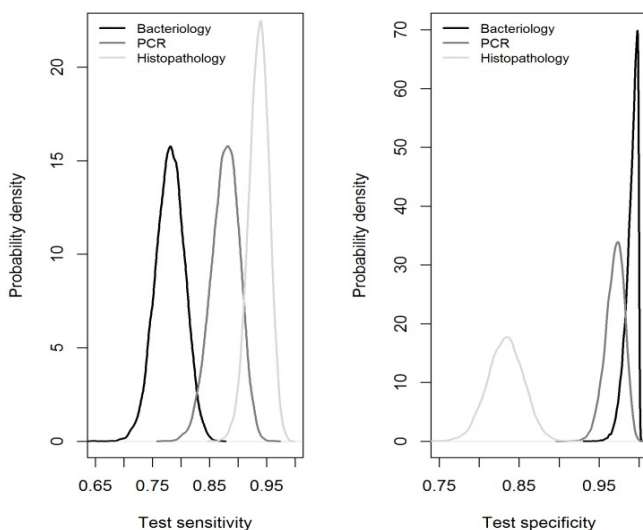 Bacteriology
PCR
Histopathology
Probability density
20
15
10
5
0
0.65 0.75 0.85 0.95
Test sensitivity
Bacteriology
PCR
Histopathology
Probability density
70
60
50
40
30
20
10
0
0.75 0.85 0.95
Test specificity